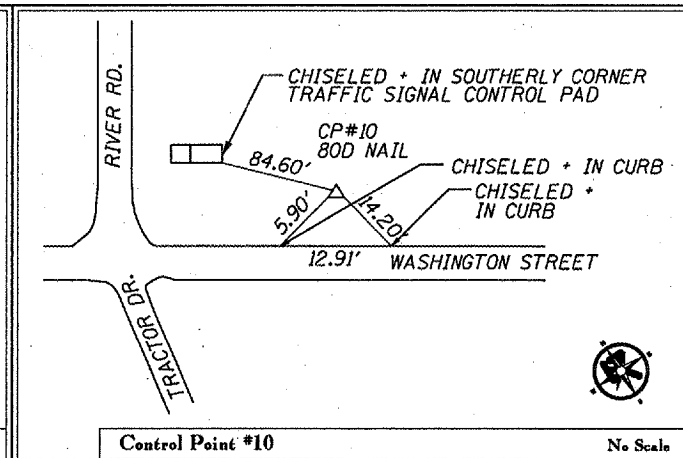 RIVER RD.
CHISELED + IN SOUTHERLY CORNER
TRAFFIC SIGNAL CONTROL PAD
CP#10
80D NAIL
84.60'
CHISELED + IN CURB
CHISELED +
IN CURB
5.90'
14.20'
12.91'
WASHINGTON STREET
TRACTOR DR.
Control Point #10
No Scale